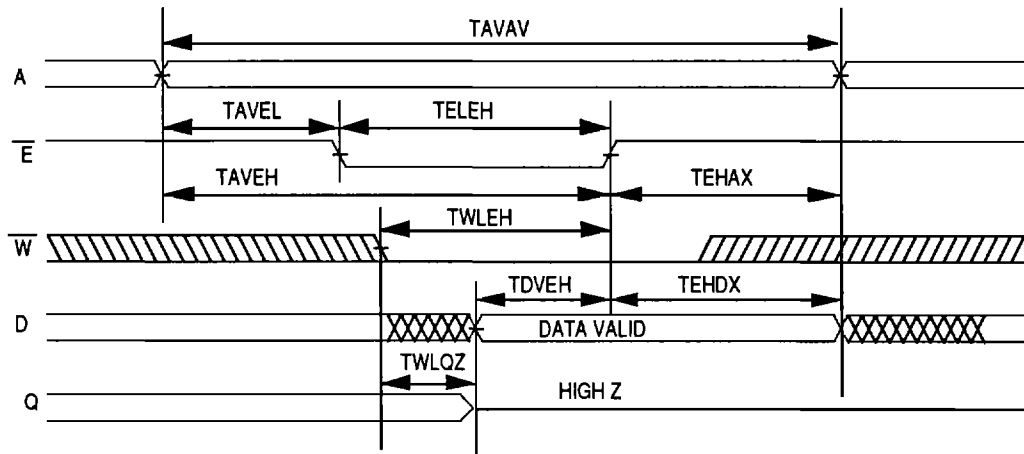 TAVAV
A
TAVEL TELEH
E
TAVEH TEHAX
TWLEH
W
TDVEH TEHDX
D DATA VALID
TWLQZ
Q HIGH Z